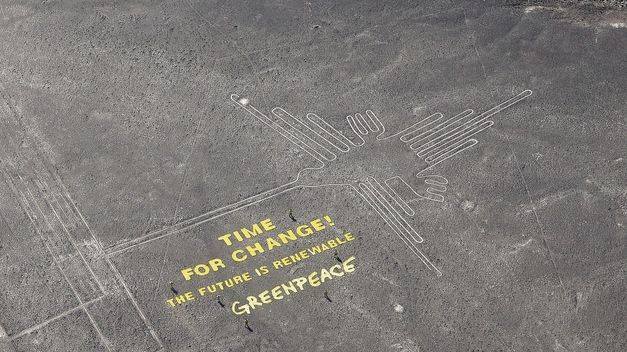 TIME
FOR CHANGE!
THE FUTURE IS RENEWABLE
GREENPEACE